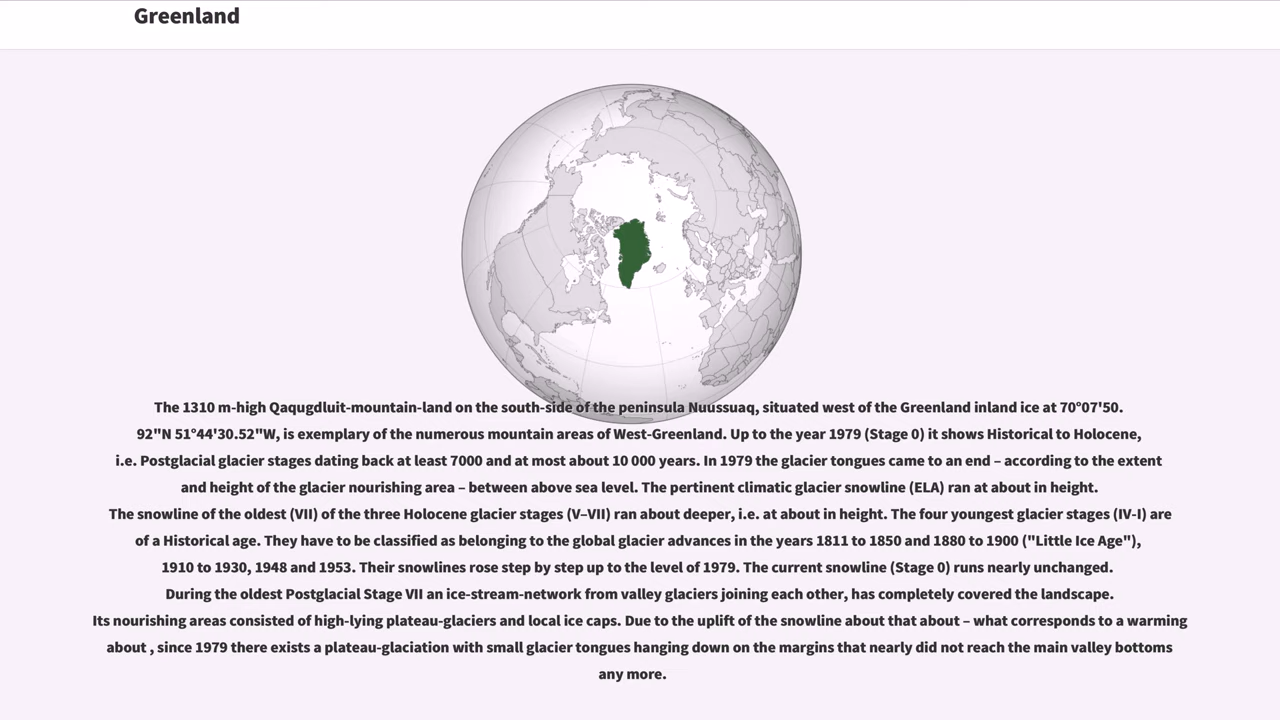 Greenland
The 1310 m-high Qaqugdluit-mountain-land on the south-side of the peninsula Nuussuaq, situated west of the Greenland inland ice at 70°07'50.
92"N 51°44'30.52"W, is exemplary of the numerous mountain areas of West-Greenland. Up to the year 1979 (Stage 0) it shows Historical to Holocene,
i.e. Postglacial glacier stages dating back at least 7000 and at most about 10 000 years. In 1979 the glacier tongues came to an end – according to the extent
and height of the glacier nourishing area – between above sea level. The pertinent climatic glacier snowline (ELA) ran at about in height.
The snowline of the oldest (VII) of the three Holocene glacier stages (V–VII) ran about deeper, i.e. at about in height. The four youngest glacier stages (IV-I) are
of a Historical age. They have to be classified as belonging to the global glacier advances in the years 1811 to 1850 and 1880 to 1900 ("Little Ice Age"),
1910 to 1930, 1948 and 1953. Their snowlines rose step by step up to the level of 1979. The current snowline (Stage 0) runs nearly unchanged.
During the oldest Postglacial Stage VII an ice-stream-network from valley glaciers joining each other, has completely covered the landscape.
Its nourishing areas consisted of high-lying plateau-glaciers and local ice caps. Due to the uplift of the snowline about that about – what corresponds to a warming
about , since 1979 there exists a plateau-glaciation with small glacier tongues hanging down on the margins that nearly did not reach the main valley bottoms
any more.